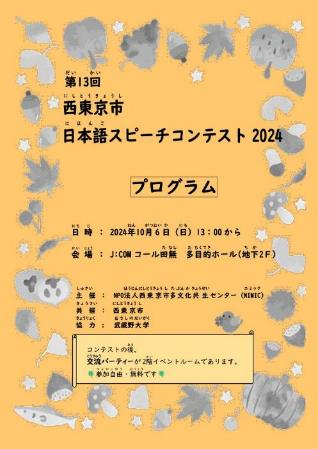 第13回
西東京市
日本語スピーチコンテスト 2024
プログラム
日時：2024年10月6日（日）13：00から
会場：J:COM コール田無 多目的ホール(地下2F)
主催：NPO法人西東京市多文化共生センター（NIMIC）
共催：西東京市
協力：武蔵野大学
コンテストの後、
交流パーティーが2階イベントルームであります。
参加自由・無料です